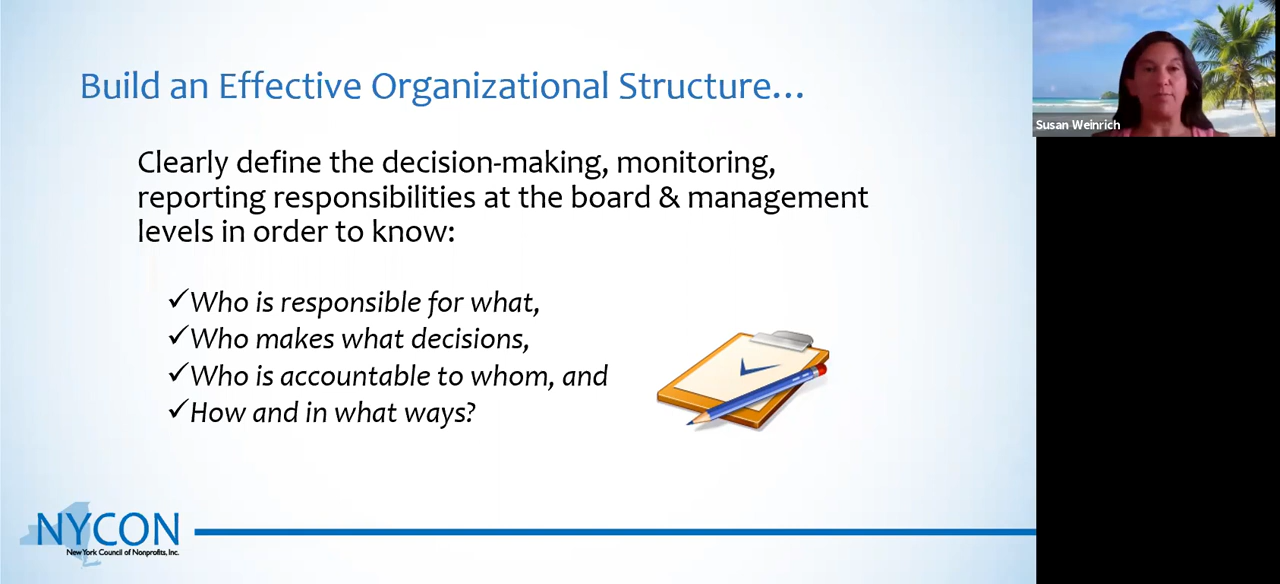 Build an Effective Organizational Structure...
Clearly define the decision-making, monitoring,
reporting responsibilities at the board & management
levels in order to know:
✓Who is responsible for what,
✓Who makes what decisions,
✓Who is accountable to whom, and
✓How and in what ways?
NYCON
New York Council of Nonprofits, Inc.
Susan Weinrich